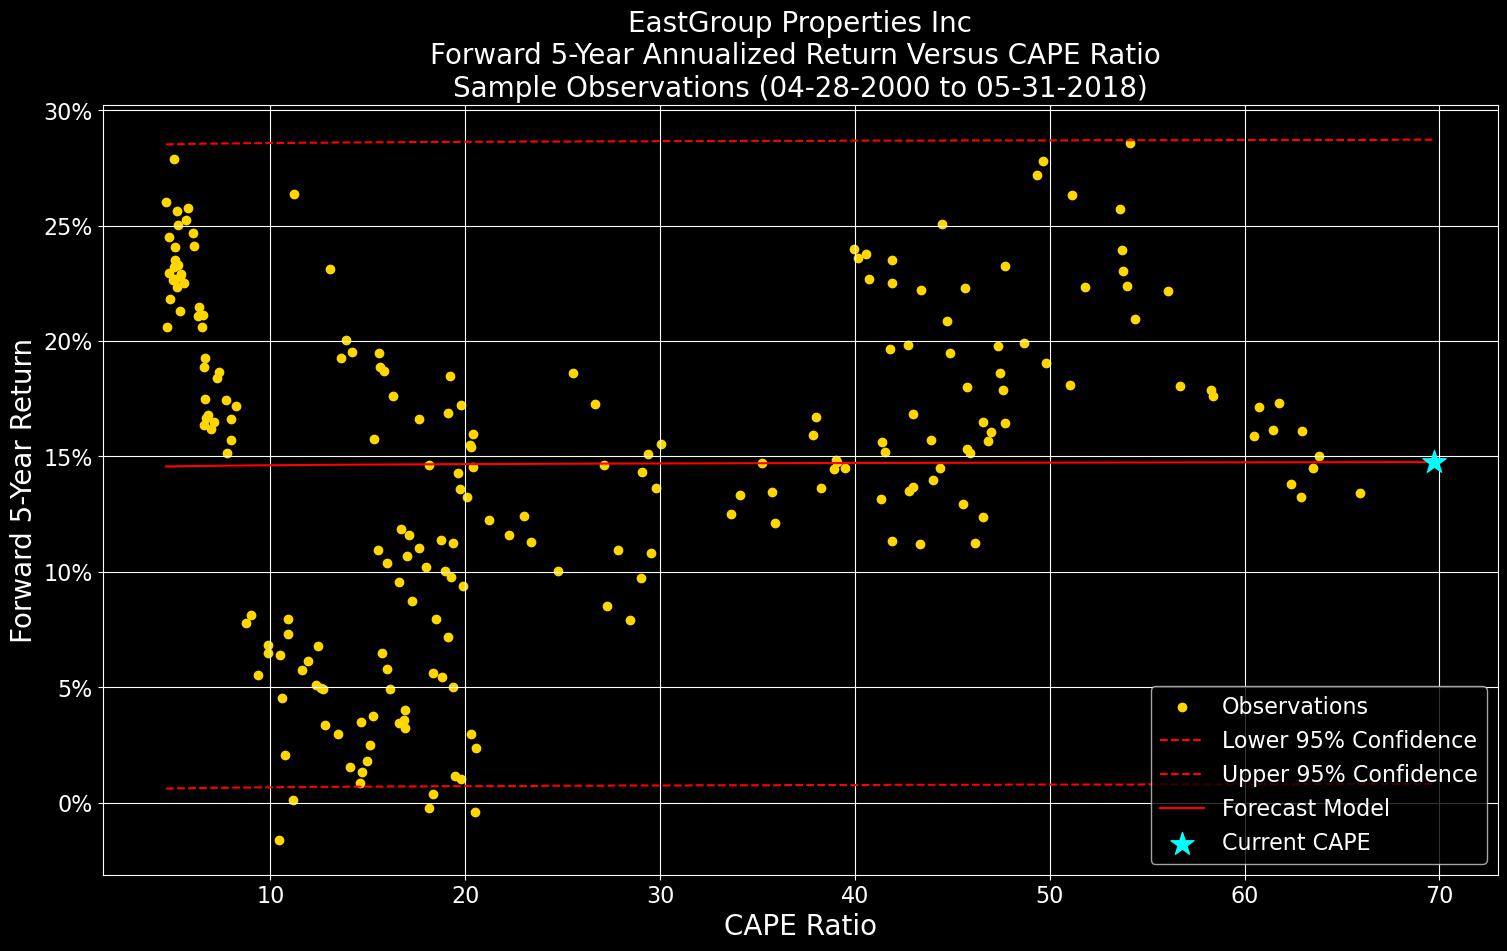 EastGroup Properties Inc
Forward 5-Year Annualized Return Versus CAPE Ratio
Sample Observations (04-28-2000 to 05-31-2018)
30%
25%
20%
15%
10%
5%
0%
Forward 5-Year Return
10
20
30
40
50
60
70
CAPE Ratio
Observations
Lower 95% Confidence
Upper 95% Confidence
Forecast Model
Current CAPE